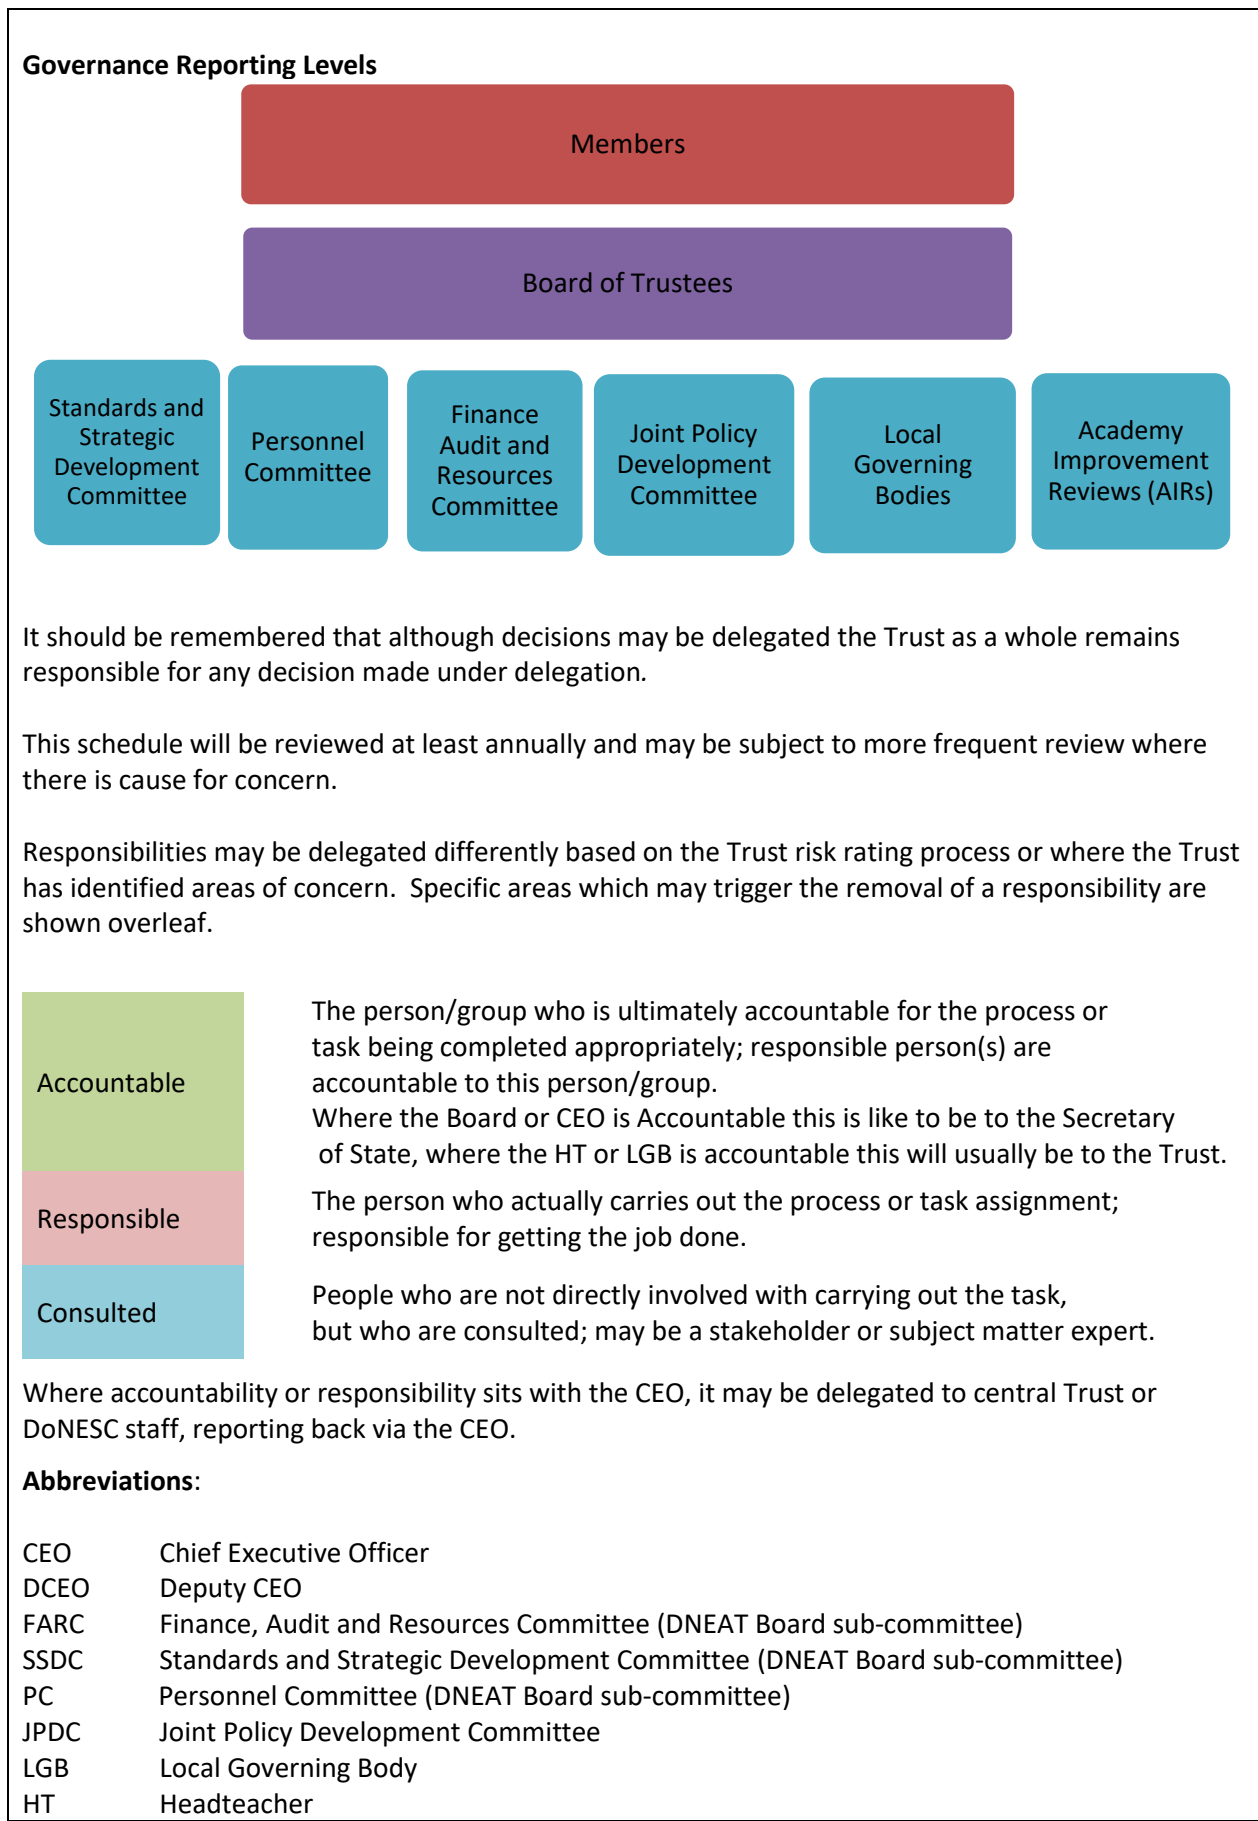 Governance Reporting Levels
Members
Board of Trustees
Standards and
Strategic
Development
Committee
Personnel
Committee
Finance
Audit and
Resources
Committee
Joint Policy
Development
Committee
Local
Governing
Bodies
Academy
Improvement
Reviews (AIRs)
It should be remembered that although decisions may be delegated the Trust as a whole remains
responsible for any decision made under delegation.
This schedule will be reviewed at least annually and may be subject to more frequent review where
there is cause for concern.
Responsibilities may be delegated differently based on the Trust risk rating process or where the Trust
has identified areas of concern.  Specific areas which may trigger the removal of a responsibility are
shown overleaf.
Accountable
The person/group who is ultimately accountable for the process or
task being completed appropriately; responsible person(s) are
accountable to this person/group.
Where the Board or CEO is Accountable this is like to be to the Secretary
of State, where the HT or LGB is accountable this will usually be to the Trust.
Responsible
The person who actually carries out the process or task assignment;
responsible for getting the job done.
Consulted
People who are not directly involved with carrying out the task,
but who are consulted; may be a stakeholder or subject matter expert.
Where accountability or responsibility sits with the CEO, it may be delegated to central Trust or
DoNESC staff, reporting back via the CEO.
Abbreviations:
CEO Chief Executive Officer
DCEO Deputy CEO
FARC Finance, Audit and Resources Committee (DNEAT Board sub-committee)
SSDC Standards and Strategic Development Committee (DNEAT Board sub-committee)
PC Personnel Committee (DNEAT Board sub-committee)
JPDC Joint Policy Development Committee
LGB Local Governing Body
HT Headteacher